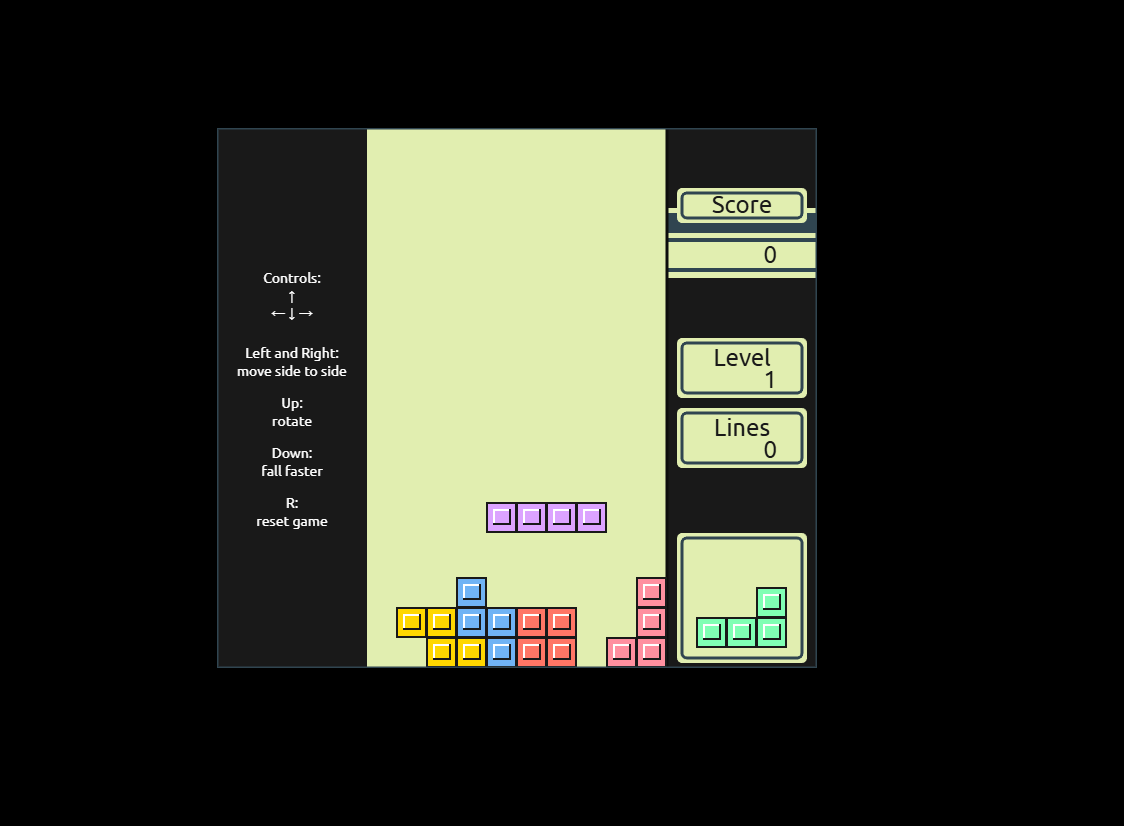 Controls:
↑
←↓→
Left and Right:
move side to side
Up:
rotate
Down:
fall faster
R:
reset game
Score
0
Level
1
Lines
0